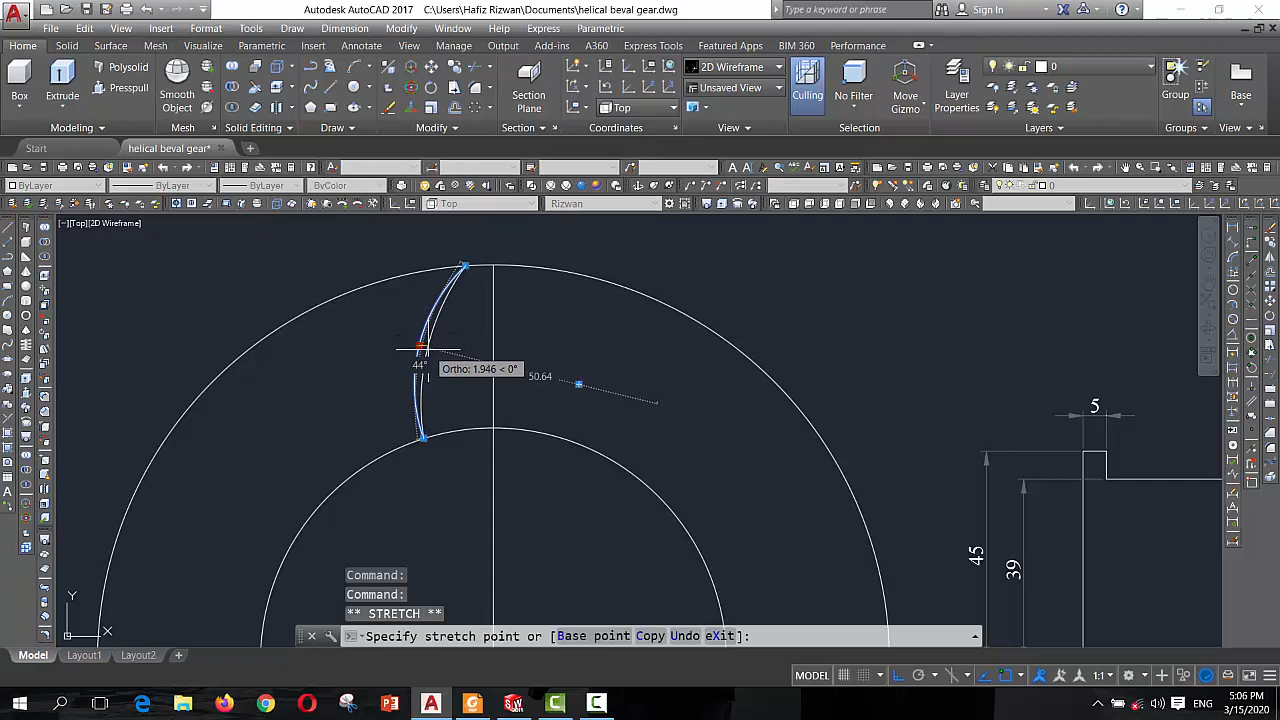 Autodesk AutoCAD 2017    C:\Users\Hafiz Rizwan\Documents\helical beval gear.dwg
Type a keyword or phrase
Sign In
File Edit View Insert Format Tools Draw Dimension Modify Window Help Express Parametric
Home Solid Surface Mesh Visualize Parametric Insert Annotate View Manage Output Add-ins A360 Express Tools Featured Apps BIM 360 Performance
Box
Extrude
Polysolid
Presspull
Smooth Object
Section Plane
2D Wireframe
Unsaved View
Top
Culling
No Filter
Move Gizmo
Layer Properties
0
Group
Base
Modeling Mesh Solid Editing Draw Modify Section Coordinates View Selection Layers Groups View
Start
helical beval gear*
ByLayer ByLayer ByLayer ByColor
0
Top
Rizwan
[−][Top][2D Wireframe]
44°
Ortho: 1.946 < 0°
50.64
5
45
39
Y
X
Command:
Command:
** STRETCH **
Specify stretch point or [Base point Copy Undo eXit]:
Model Layout1 Layout2
MODEL
1:1
ENG
5:06 PM
3/15/2020